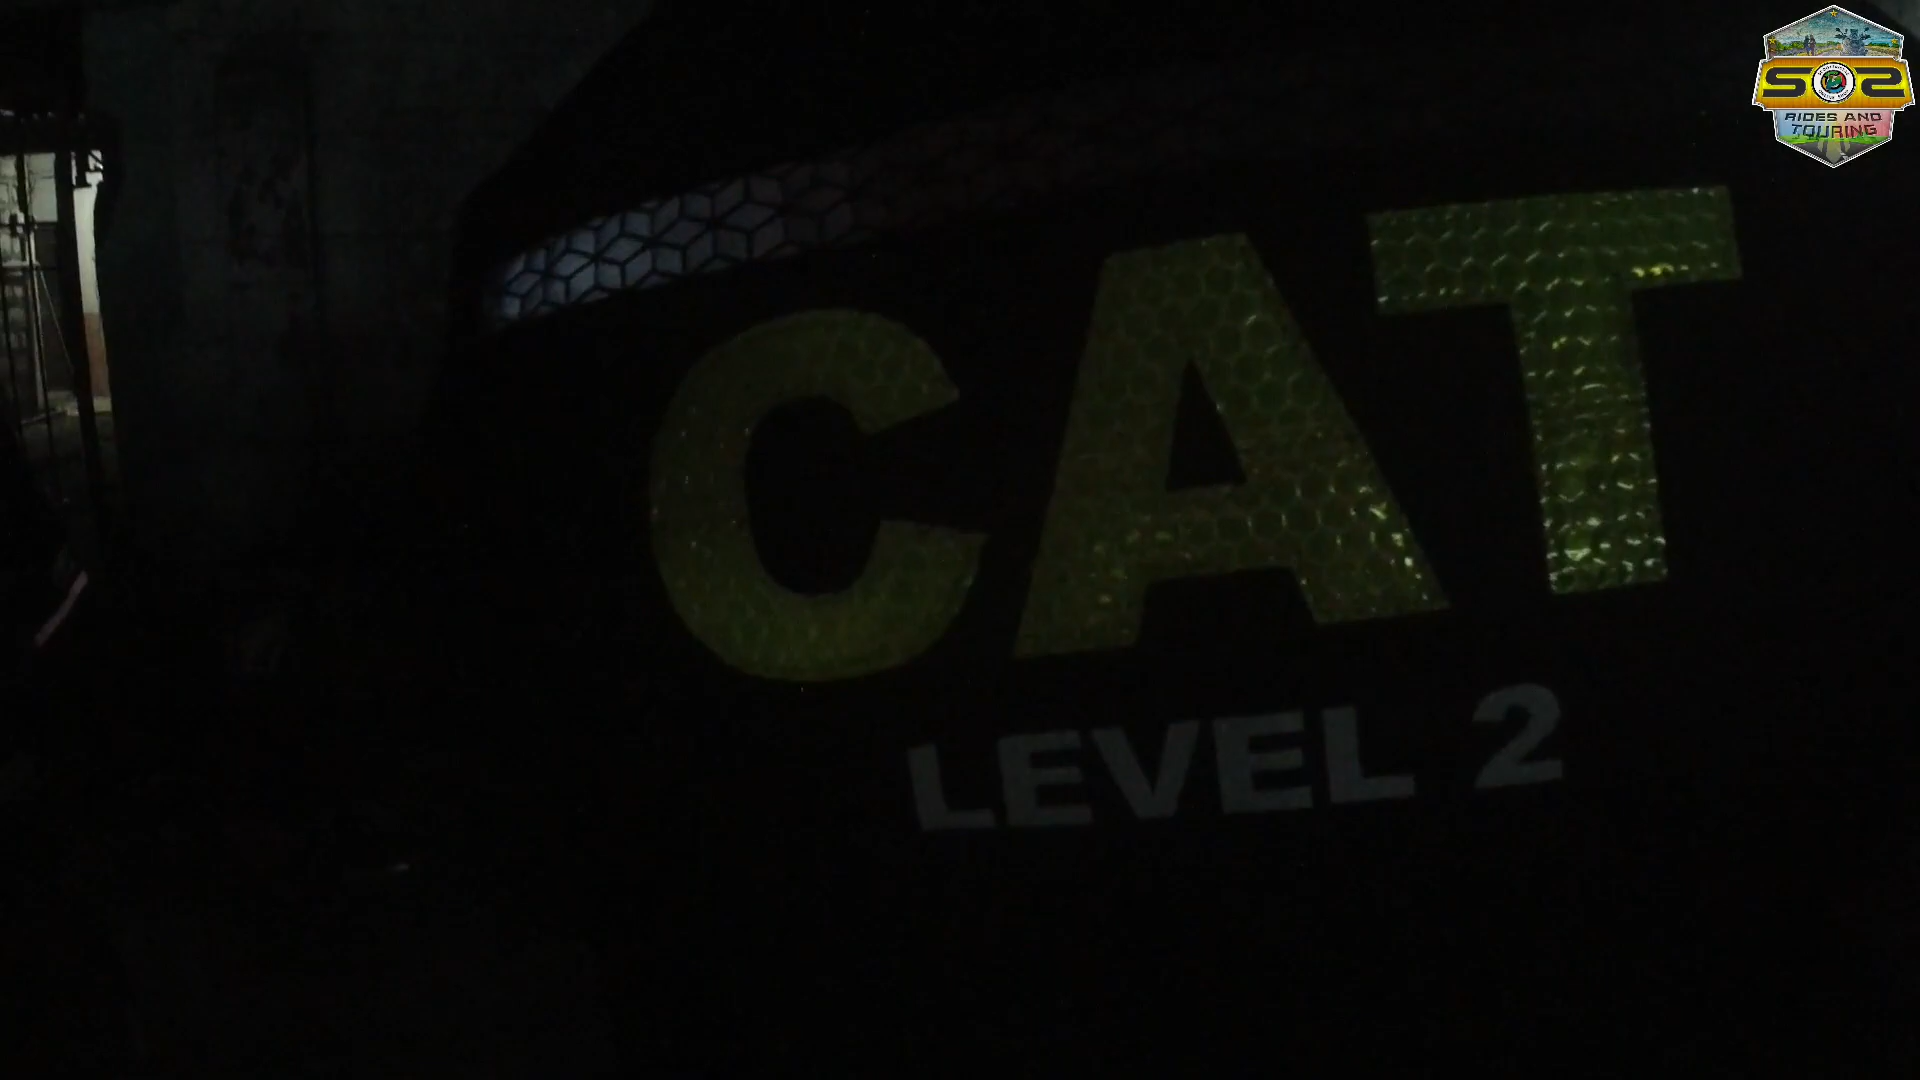 SOS
RIDES AND
TOURING
CAT
LEVEL 2